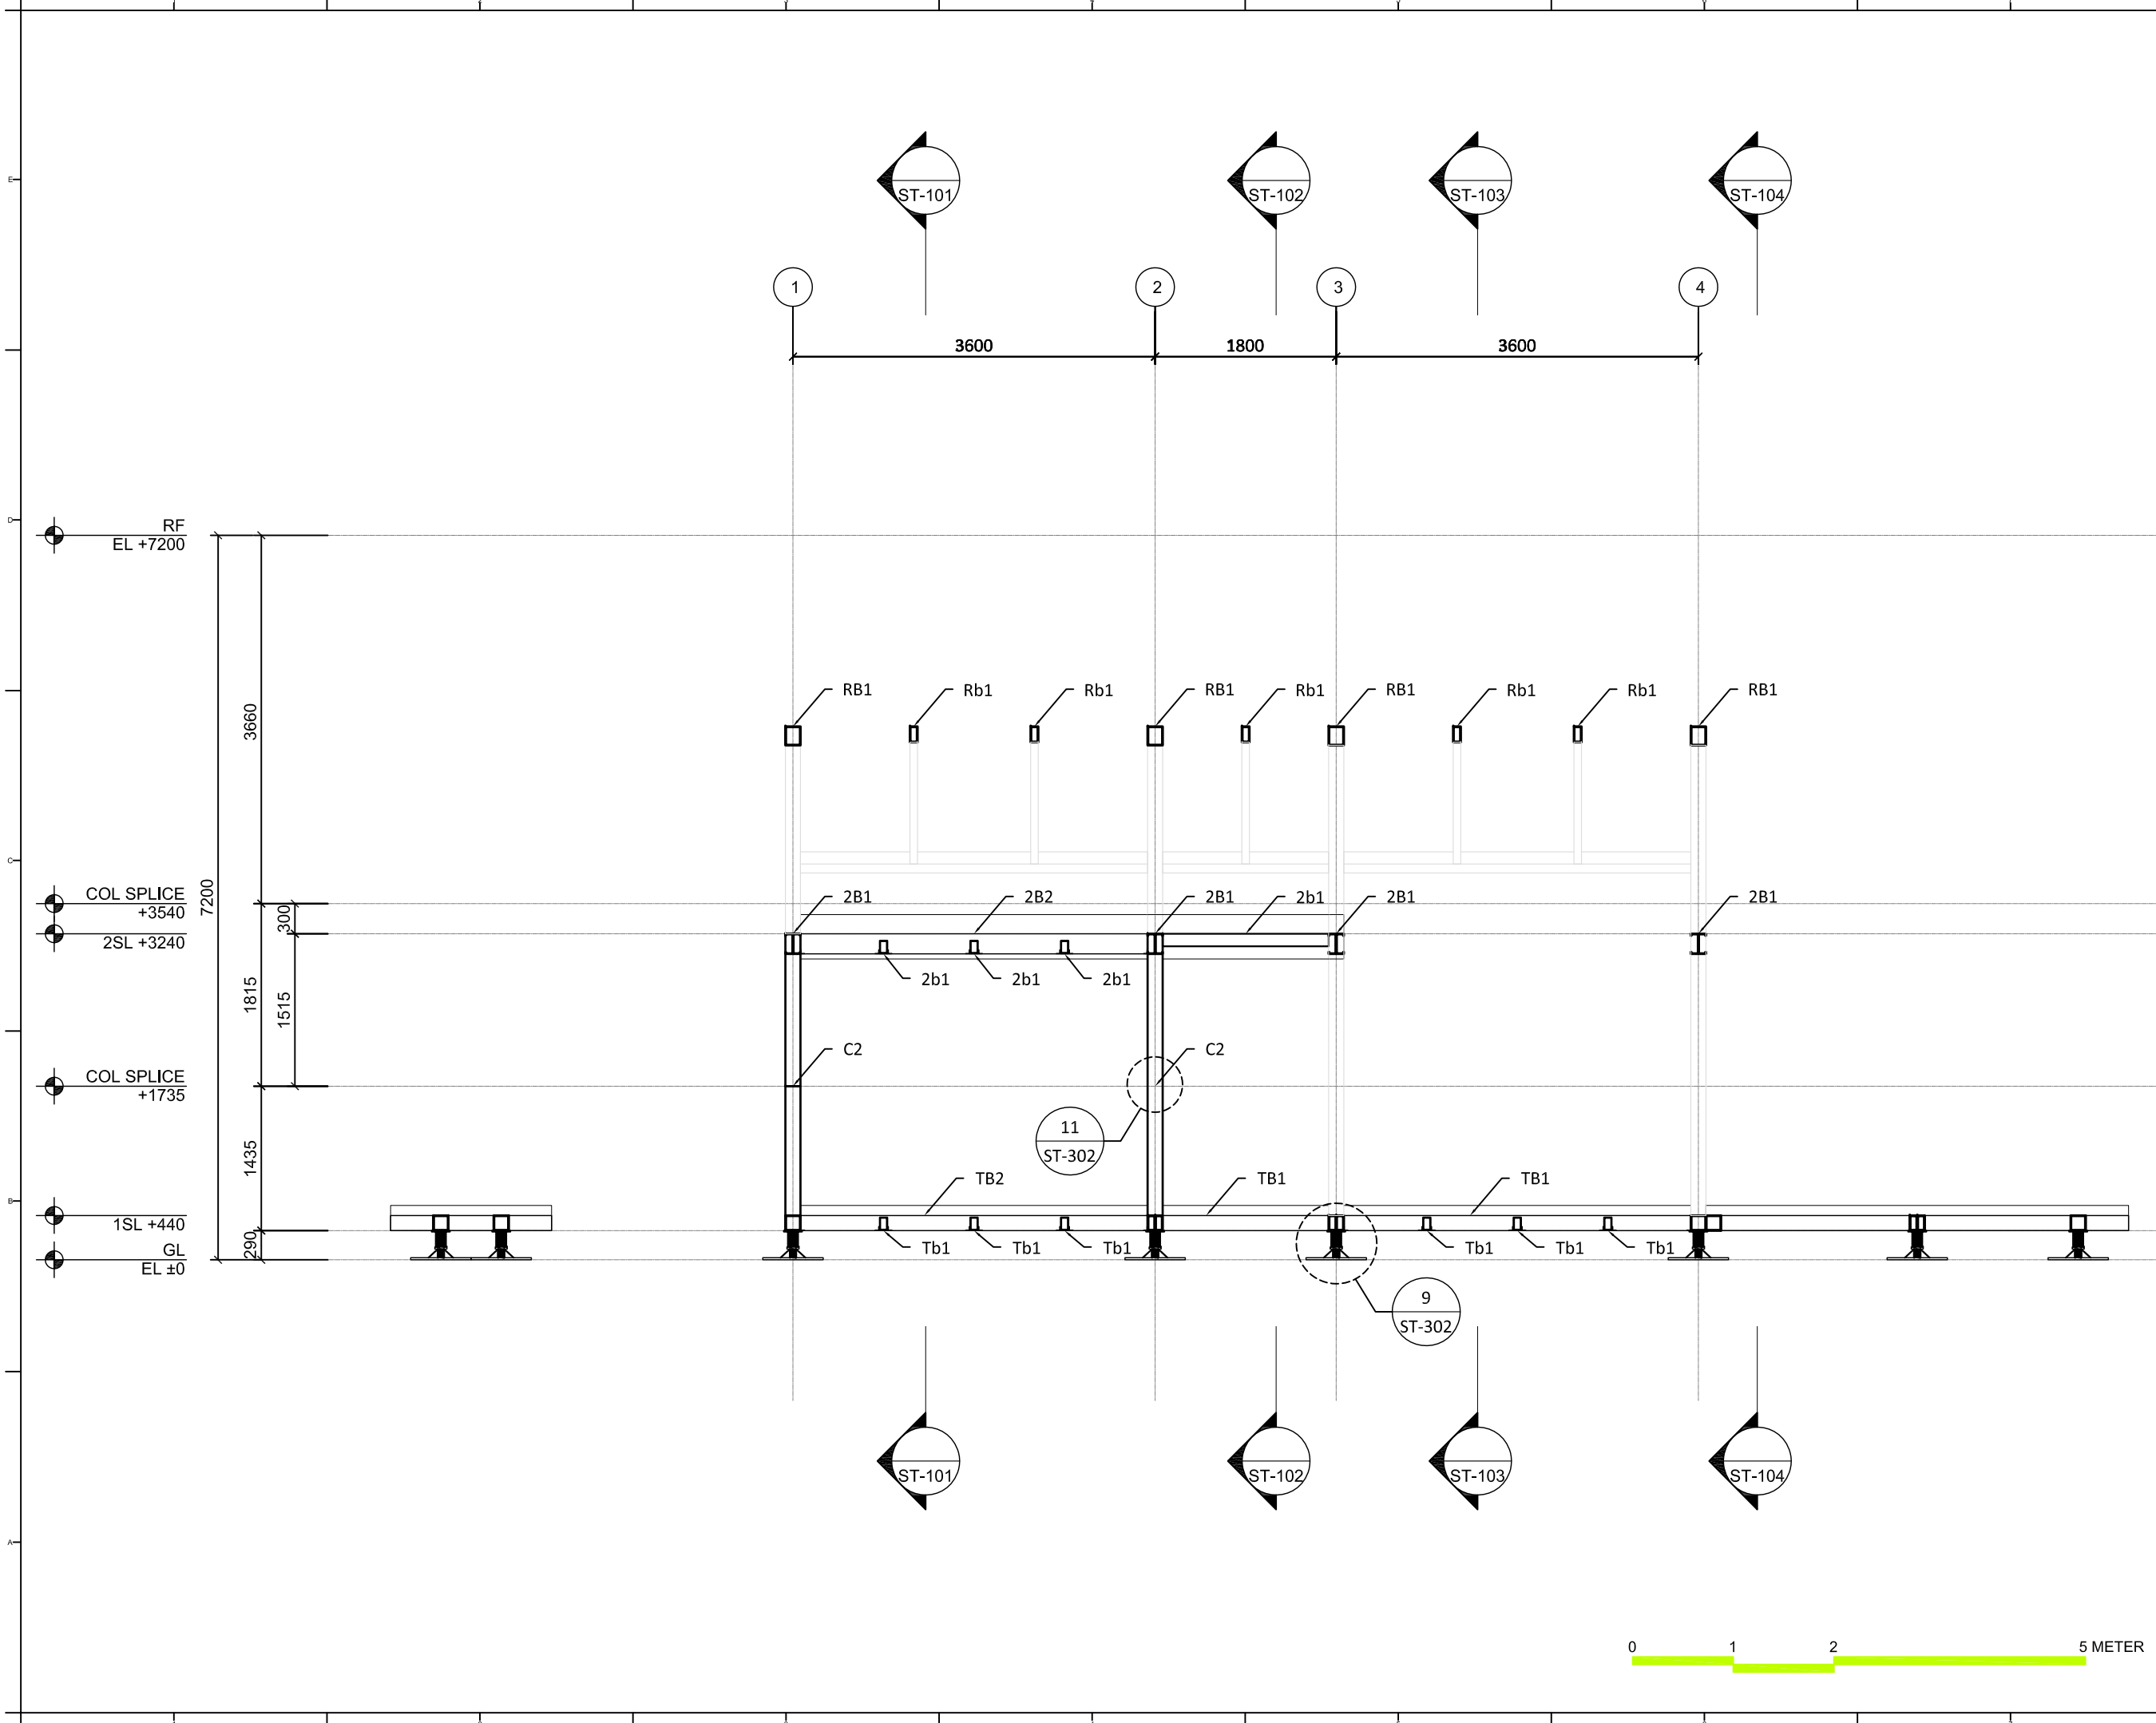 ST-101 ST-102 ST-103 ST-104
1 2 3 4
3600 1800 3600
RF
EL +7200
RB1 Rb1 Rb1 RB1 Rb1 RB1 Rb1 Rb1 RB1
3660
7200
COL SPLICE
+3540
300
2SL +3240
2B1 2B2 2B1 2b1 2B1 2B1
2b1 2b1 2b1
1815
1515
C2 C2
COL SPLICE
+1735
11
ST-302
1435
TB2 TB1 TB1
1SL +440
290
GL
EL ±0
Tb1 Tb1 Tb1 Tb1 Tb1 Tb1
9
ST-302
ST-101 ST-102 ST-103 ST-104
0 1 2 5 METER
E
D
C
B
A